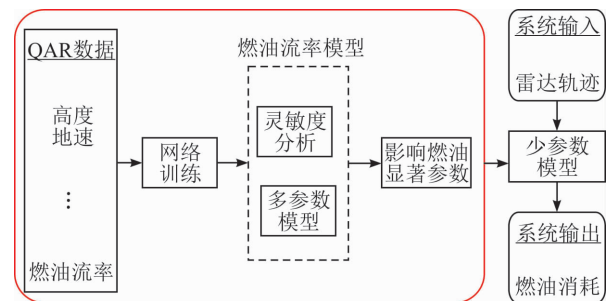 QAR数据
高度
地速
⋮
燃油流率
网络
训练
燃油流率模型
灵敏度
分析
多参数
模型
影响燃油
显著参数
系统输入
雷达轨迹
少参数
模型
系统输出
燃油消耗